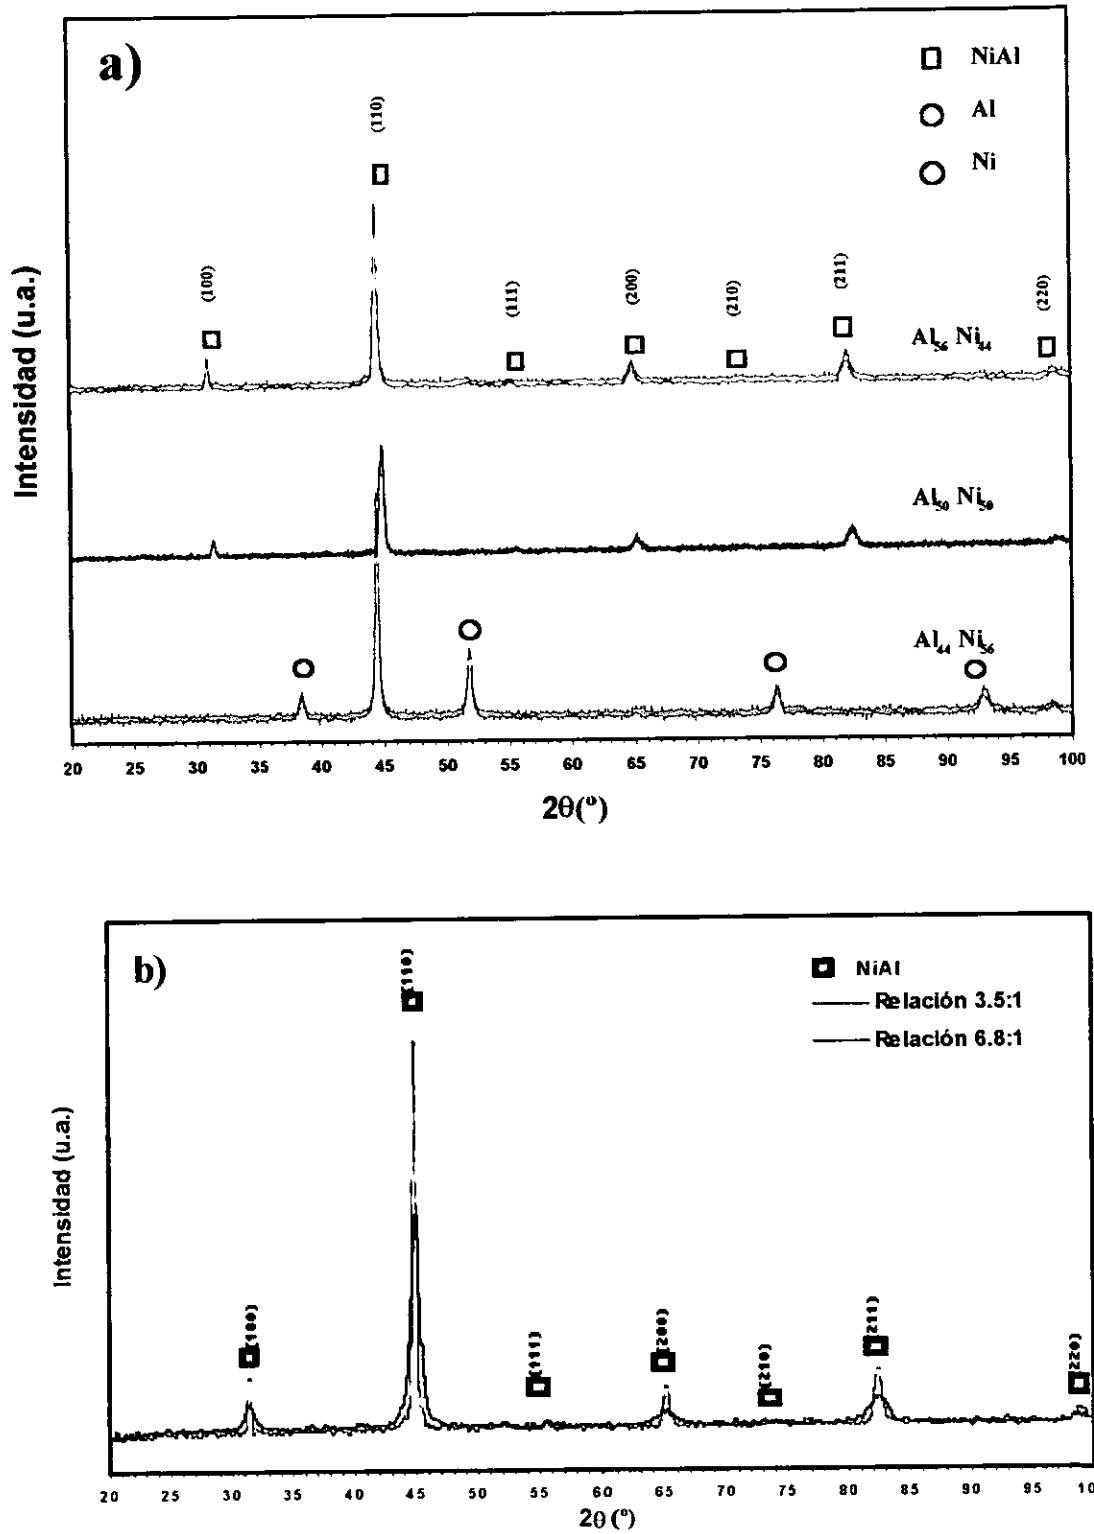 a)
NiAl
Al
Ni
(110)
(100)
(111)
(200)
(210)
(211)
(220)
Al₅₆ Ni₄₄
Al₅₀ Ni₅₀
Al₄₄ Ni₅₆
Intensidad (u.a.)
20 25 30 35 40 45 50 55 60 65 70 75 80 85 90 95 100
2θ(º)
b)
NiAl
Relación 3.5:1
Relación 6.8:1
(110)
(100)
(111)
(200)
(210)
(211)
(220)
Intensidad (u.a.)
20 25 30 35 40 45 50 55 60 65 70 75 80 85 90 95 10
2θ (º)